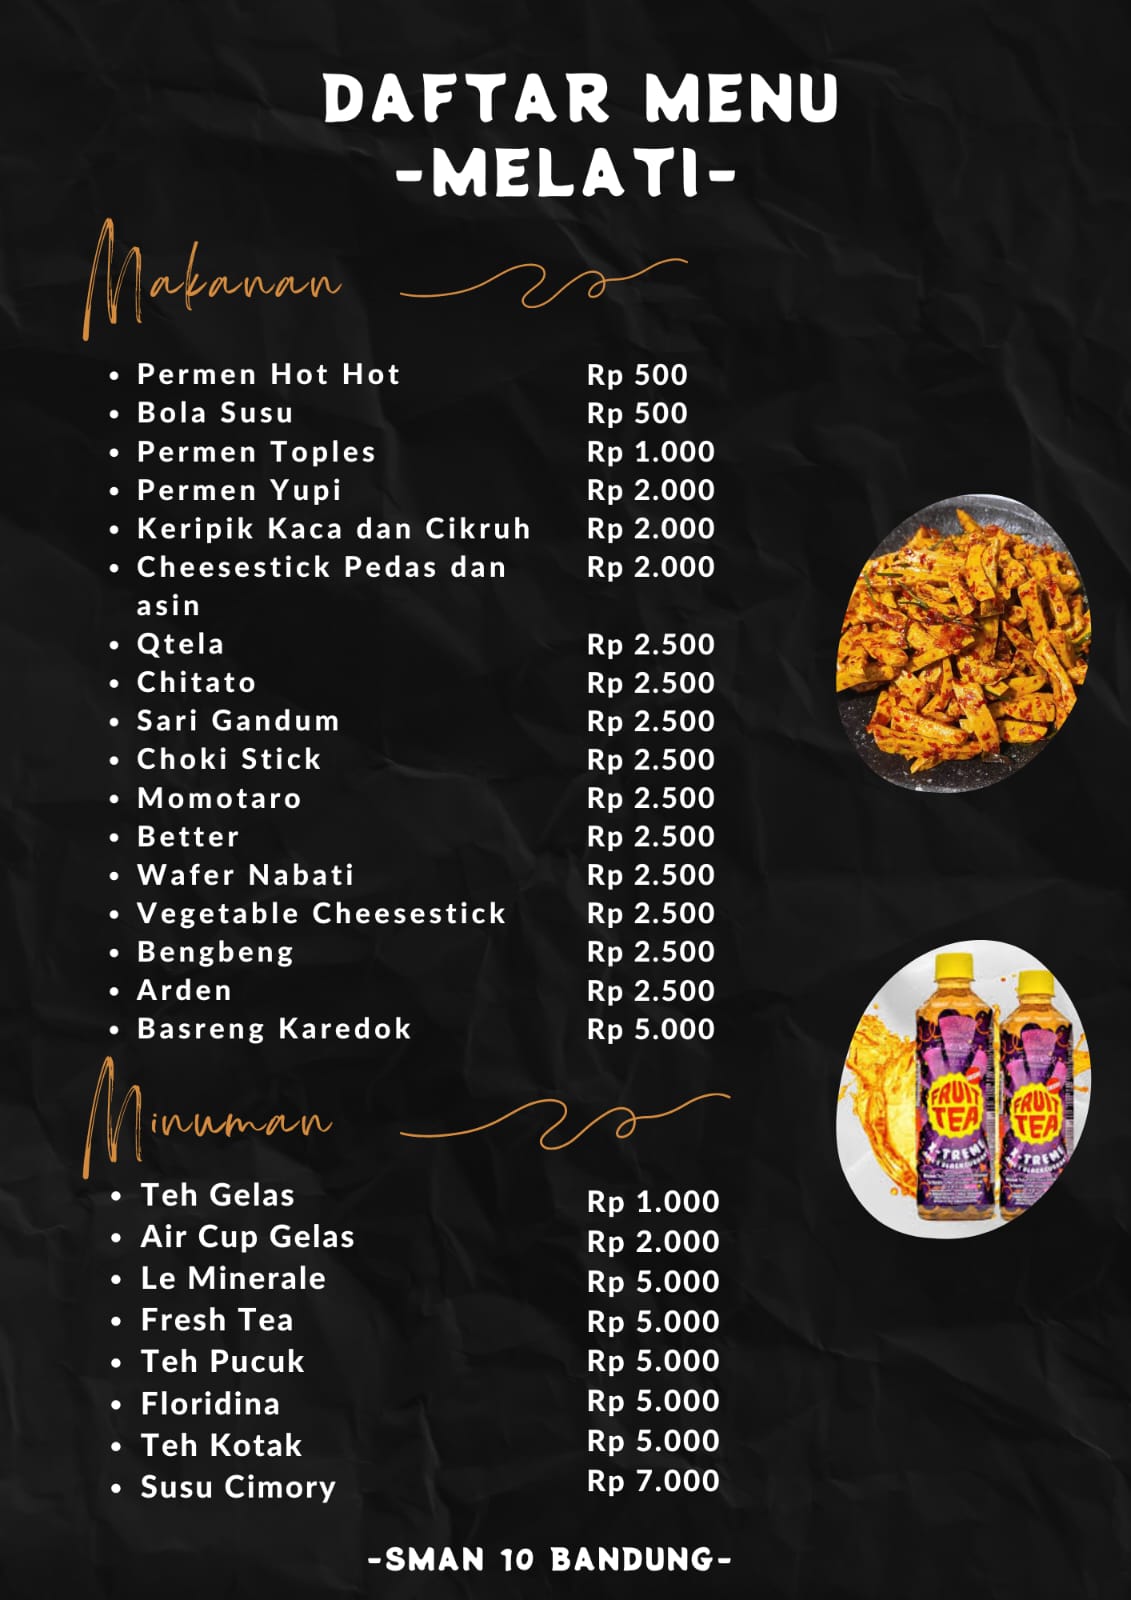 DAFTAR MENU
-MELATI-
Makanan
• Permen Hot Hot Rp 500
• Bola Susu Rp 500
• Permen Toples Rp 1.000
• Permen Yupi Rp 2.000
• Keripik Kaca dan Cikruh Rp 2.000
• Cheesestick Pedas dan Rp 2.000
asin
• Qtela Rp 2.500
• Chitato Rp 2.500
• Sari Gandum Rp 2.500
• Choki Stick Rp 2.500
• Momotaro Rp 2.500
• Better Rp 2.500
• Wafer Nabati Rp 2.500
• Vegetable Cheesestick Rp 2.500
• Bengbeng Rp 2.500
• Arden Rp 2.500
• Basreng Karedok Rp 5.000
FRUIT
TEA
X-TREME
FRUIT
TEA
X-TREME
Minuman
• Teh Gelas Rp 1.000
• Air Cup Gelas Rp 2.000
• Le Minerale Rp 5.000
• Fresh Tea Rp 5.000
• Teh Pucuk Rp 5.000
• Floridina Rp 5.000
• Teh Kotak Rp 5.000
• Susu Cimory Rp 7.000
-SMAN 10 BANDUNG-